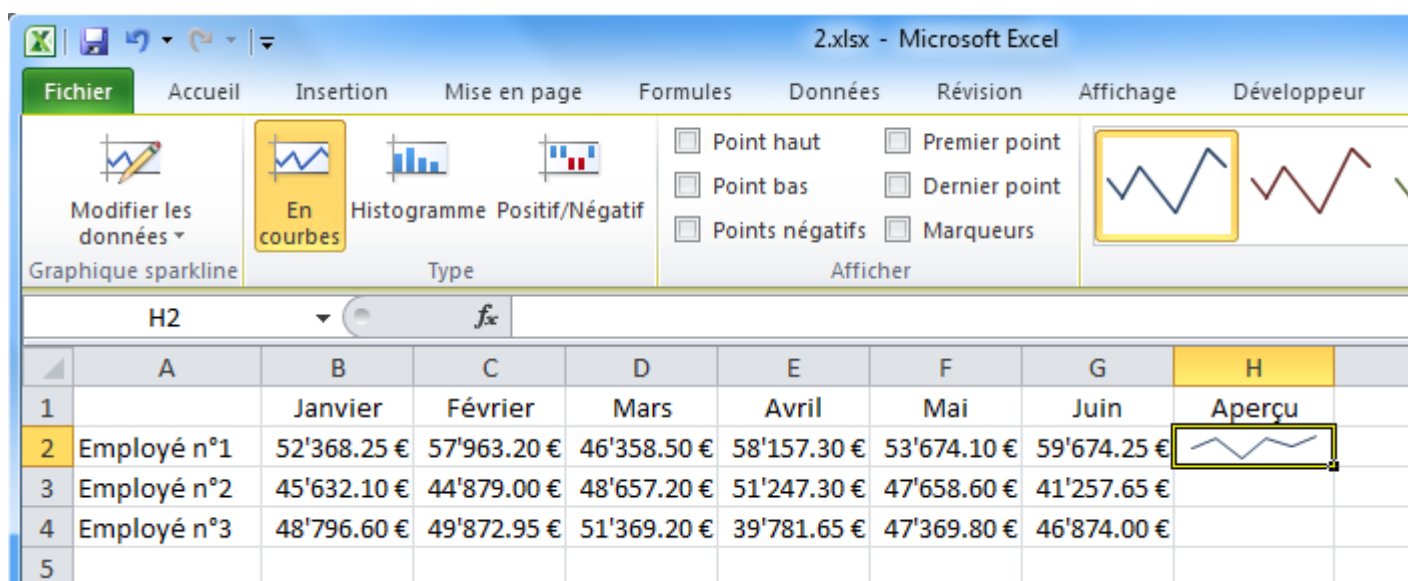 2.xlsx - Microsoft Excel
Fichier Accueil Insertion Mise en page Formules Données Révision Affichage Développeur
Modifier les données
En courbes
Histogramme
Positif/Négatif
Point haut
Point bas
Points négatifs
Premier point
Dernier point
Marqueurs
Graphique sparkline Type Afficher
H2 fx
A B C D E F G H
1 Janvier Février Mars Avril Mai Juin Aperçu
2 Employé n°1 52'368.25 € 57'963.20 € 46'358.50 € 58'157.30 € 53'674.10 € 59'674.25 €
3 Employé n°2 45'632.10 € 44'879.00 € 48'657.20 € 51'247.30 € 47'658.60 € 41'257.65 €
4 Employé n°3 48'796.60 € 49'872.95 € 51'369.20 € 39'781.65 € 47'369.80 € 46'874.00 €
5